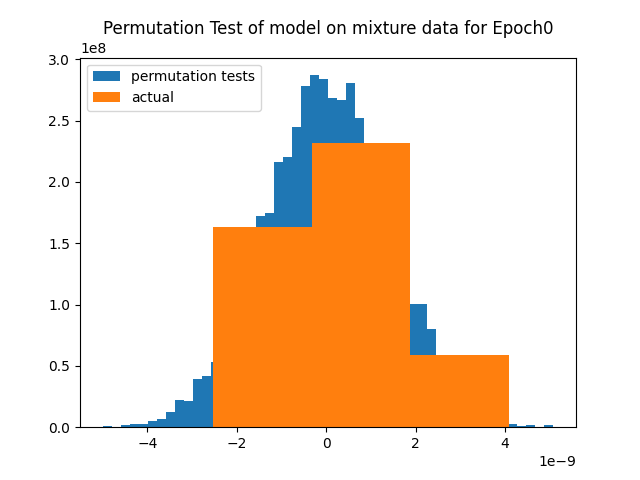 Permutation Test of model on mixture data for Epoch0
1e8
3.0
2.5
2.0
1.5
1.0
0.5
0.0
permutation tests
actual
−4 −2 0 2 4
1e−9